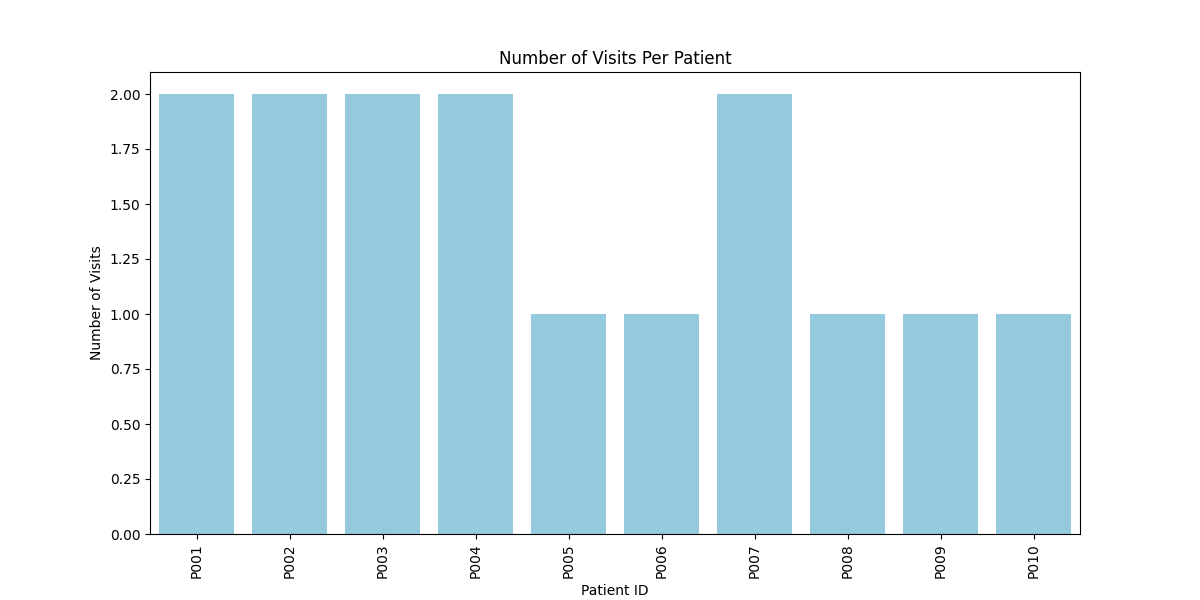 Number of Visits Per Patient
2.00
1.75
1.50
1.25
1.00
0.75
0.50
0.25
0.00
Number of Visits
P001 P002 P003 P004 P005 P006 P007 P008 P009 P010
Patient ID